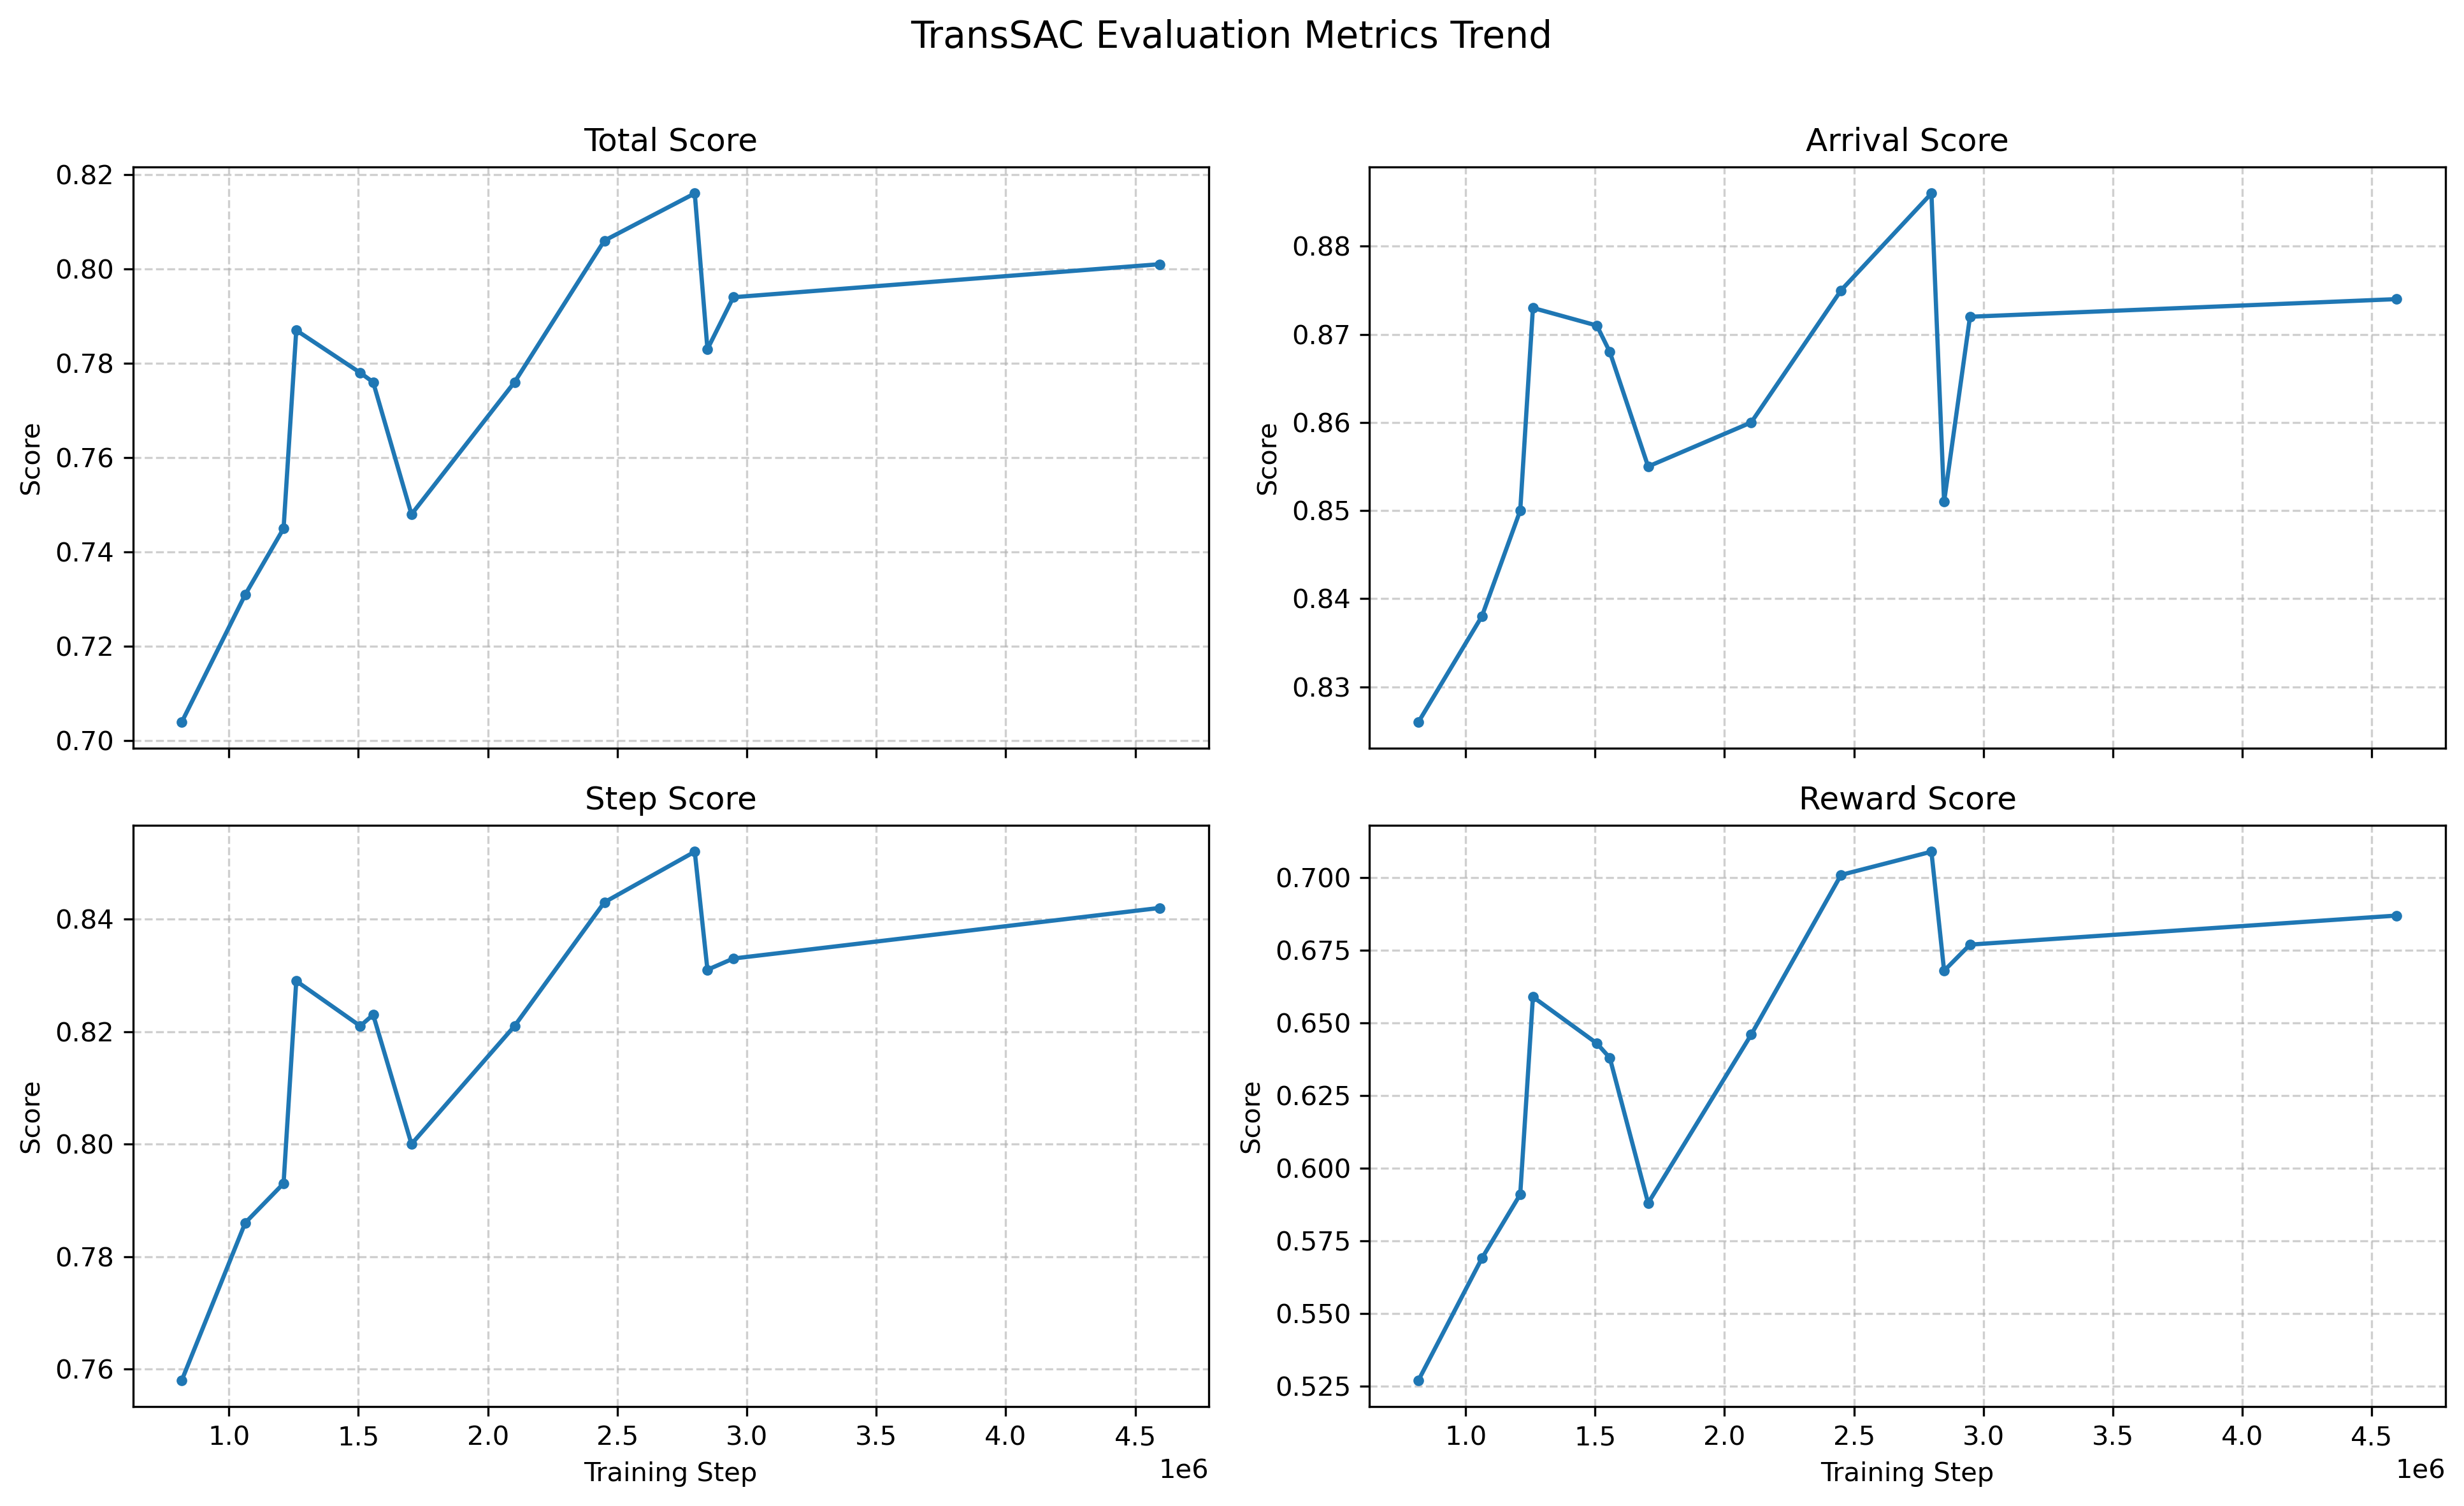 TransSAC Evaluation Metrics Trend
Total Score
0.82
0.80
0.78
0.76
0.74
0.72
0.70
Score
Arrival Score
0.88
0.87
0.86
0.85
0.84
0.83
Score
Step Score
0.84
0.82
0.80
0.78
0.76
Score
1.0 1.5 2.0 2.5 3.0 3.5 4.0 4.5
Training Step
1e6
Reward Score
0.700
0.675
0.650
0.625
0.600
0.575
0.550
0.525
Score
1.0 1.5 2.0 2.5 3.0 3.5 4.0 4.5
Training Step
1e6